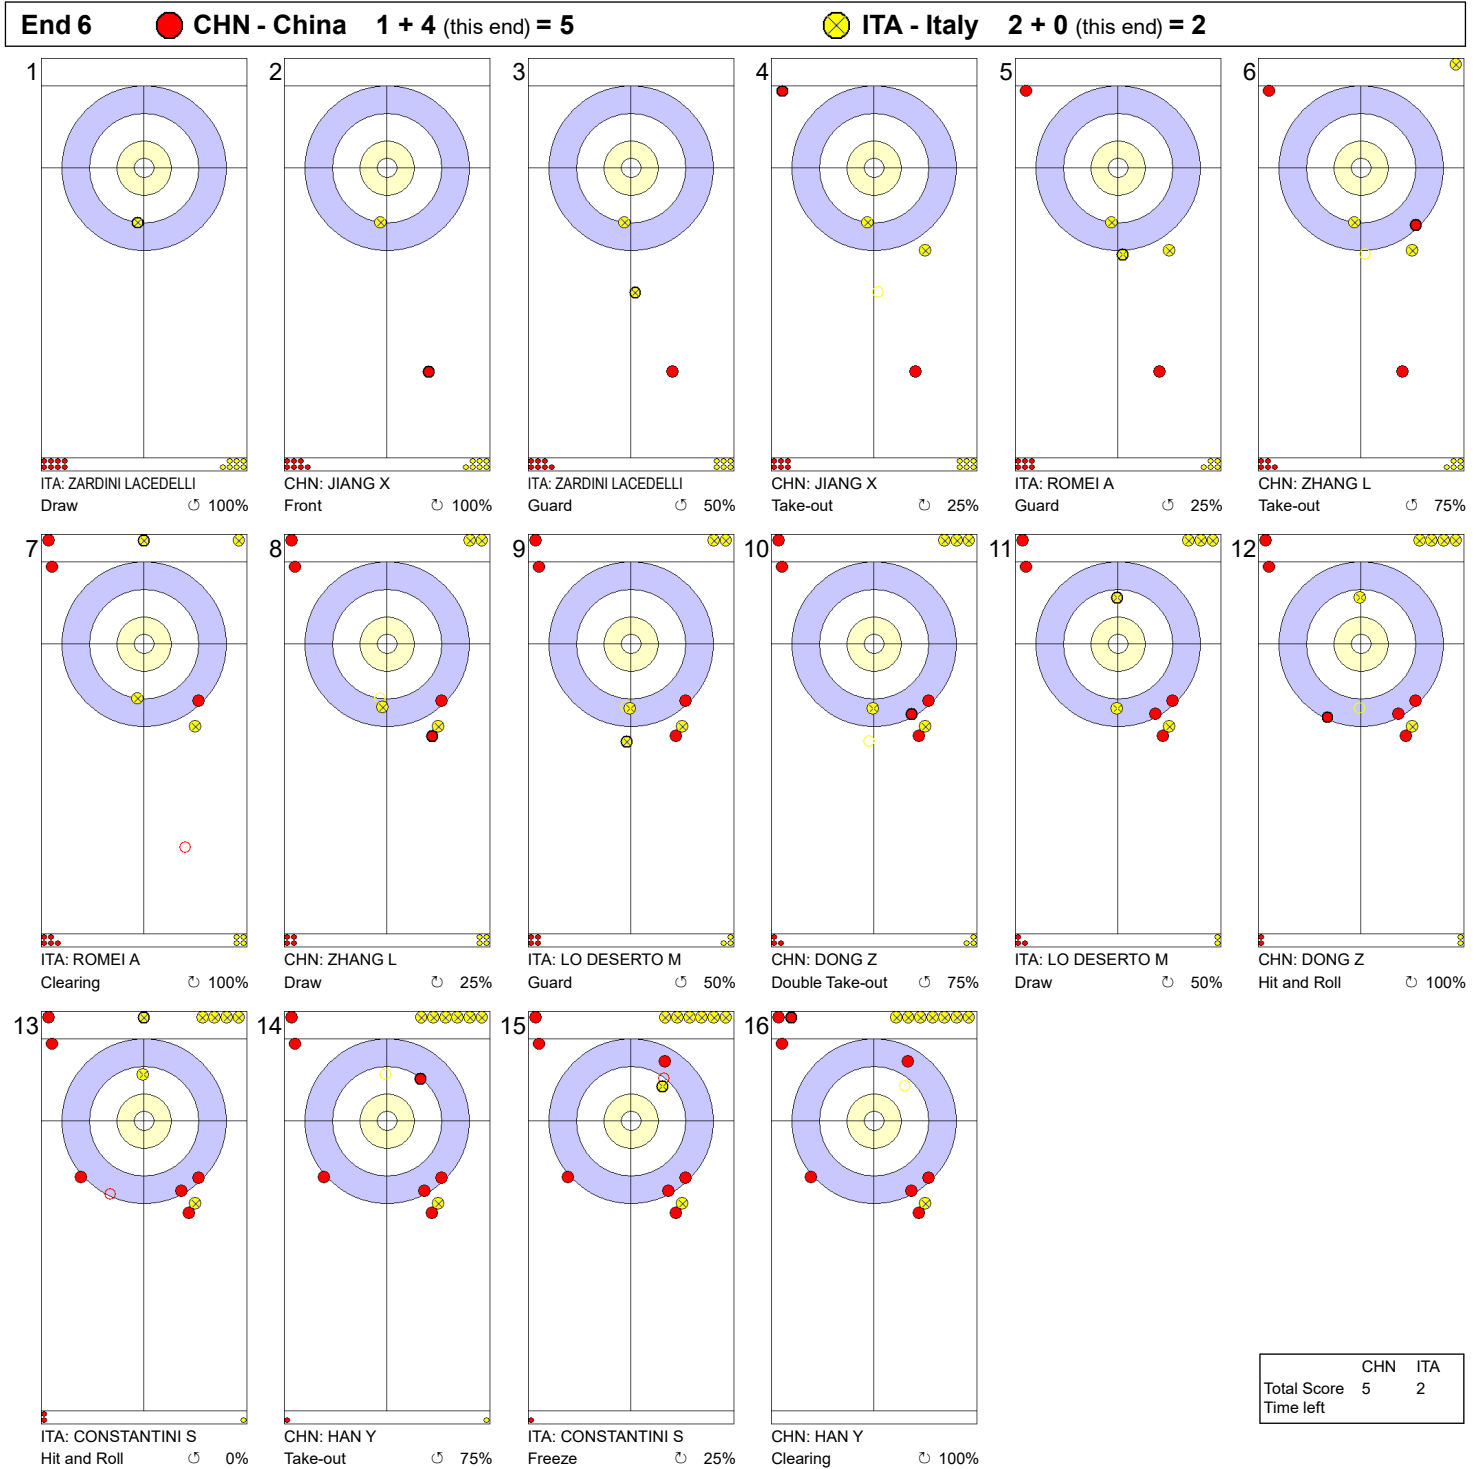 End 6 CHN - China 1 + 4 (this end) = 5 ITA - Italy 2 + 0 (this end) = 2
1 2 3 4 5 6
ITA: ZARDINI LACEDELLI CHN: JIANG X ITA: ZARDINI LACEDELLI CHN: JIANG X ITA: ROMEI A CHN: ZHANG L
Draw ↺ 100% Front ↻ 100% Guard ↺ 50% Take-out ↺ 25% Guard ↺ 25% Take-out ↻ 75%
7 8 9 10 11 12
ITA: ROMEI A CHN: ZHANG L ITA: LO DESERTO M CHN: DONG Z ITA: LO DESERTO M CHN: DONG Z
Clearing ↻ 100% Draw ↻ 25% Guard ↺ 50% Double Take-out ↺ 75% Draw ↻ 50% Hit and Roll ↻ 100%
13 14 15 16
ITA: CONSTANTINI S CHN: HAN Y ITA: CONSTANTINI S CHN: HAN Y
Hit and Roll ↺ 0% Take-out ↺ 75% Freeze ↻ 25% Clearing ↻ 100%
CHN ITA
Total Score 5 2
Time left